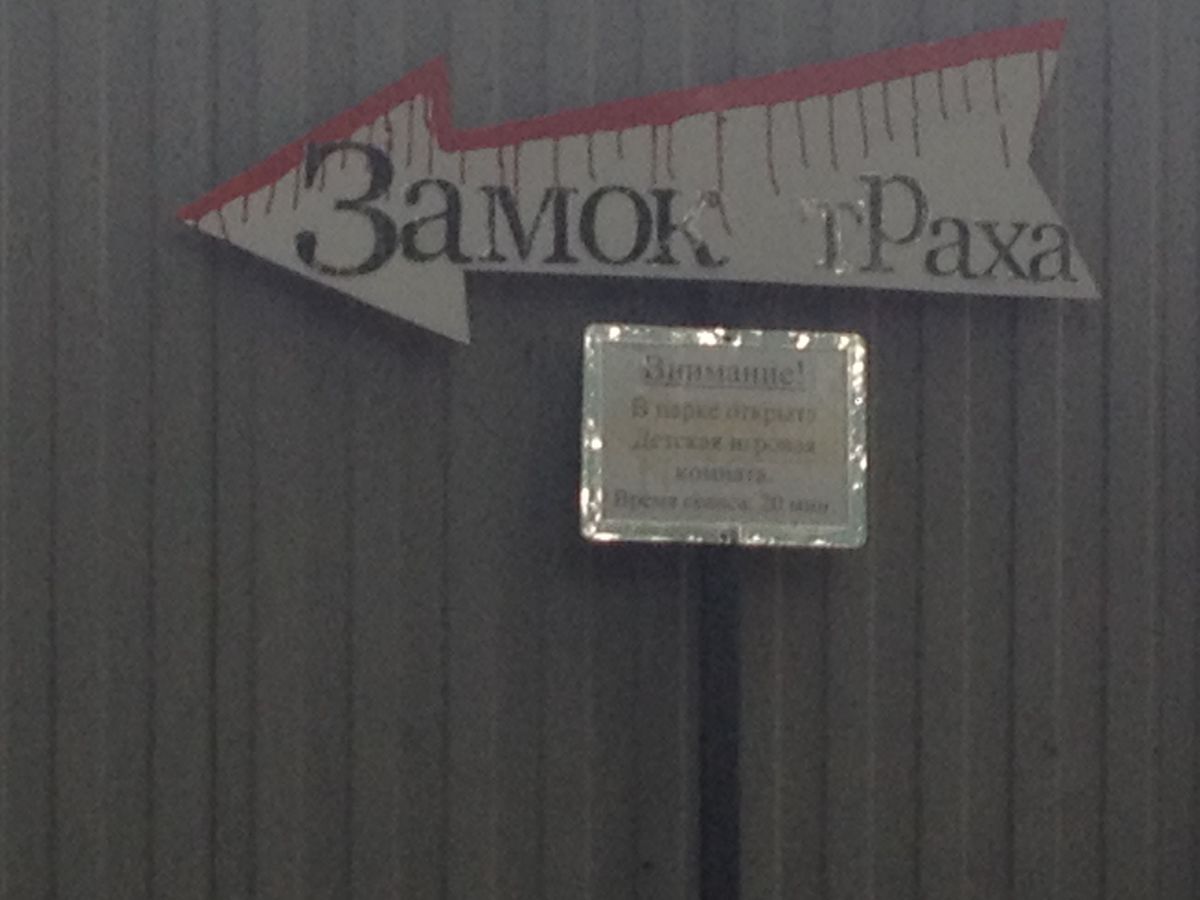 Замок траха
Внимание!
В парке открыта
Детская игровая
комната.
Время сеанса: 20 мин.